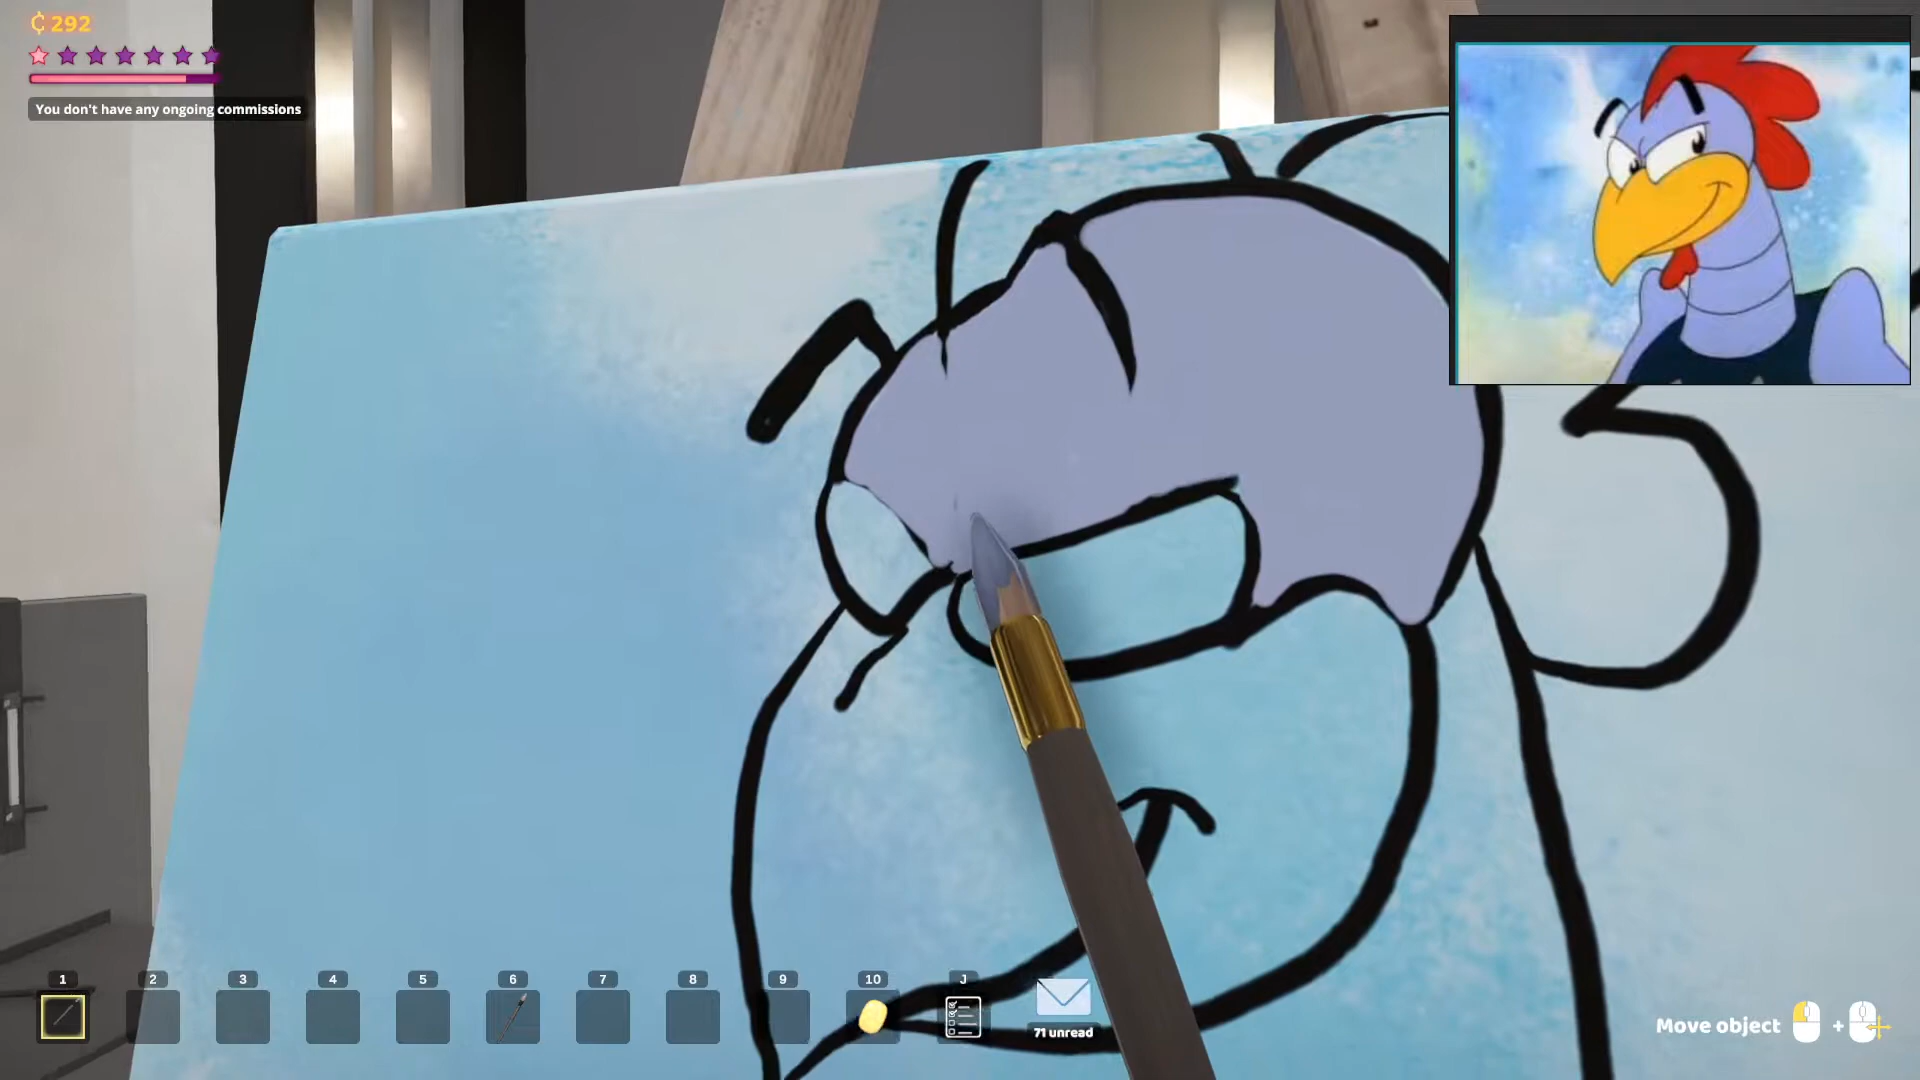 ₵ 292
You don't have any ongoing commissions
1 2 3 4 5 6 7 8 9 10 J
71 unread
Move object +